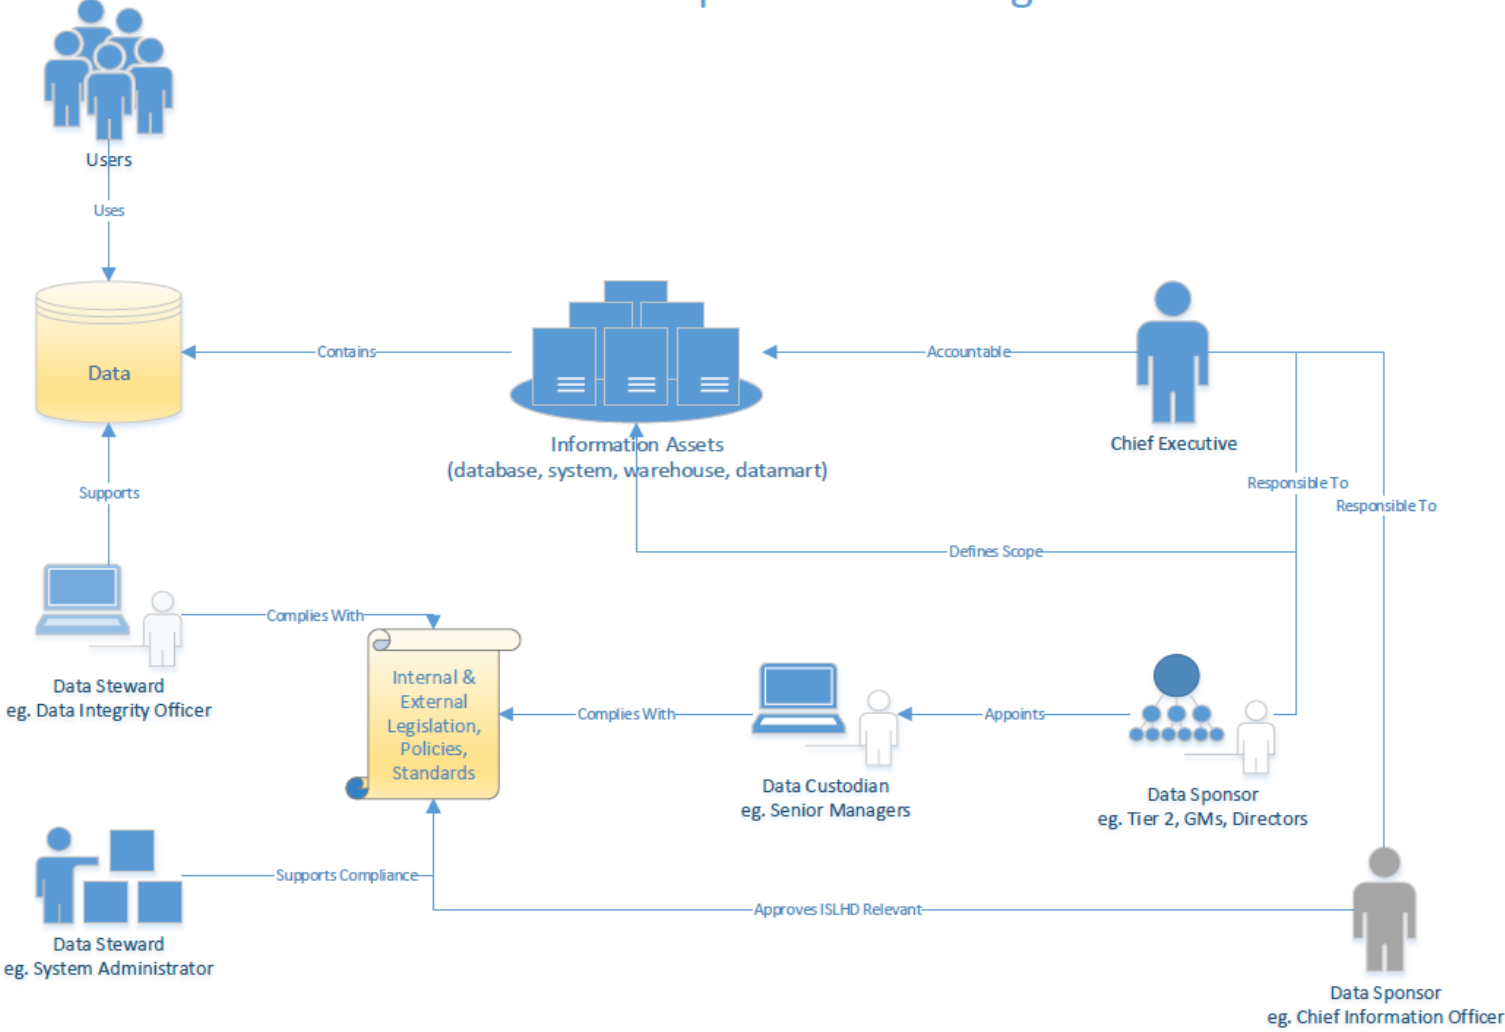 Users
Uses
Data
Contains
Accountable
Information Assets
(database, system, warehouse, datamart)
Chief Executive
Supports
Responsible To
Responsible To
Defines Scope
Complies With
Data Steward
eg. Data Integrity Officer
Internal &
External
Legislation,
Policies,
Standards
Complies With
Appoints
Data Custodian
eg. Senior Managers
Data Sponsor
eg. Tier 2, GMs, Directors
Supports Compliance
Approves ISLHD Relevant
Data Steward
eg. System Administrator
Data Sponsor
eg. Chief Information Officer